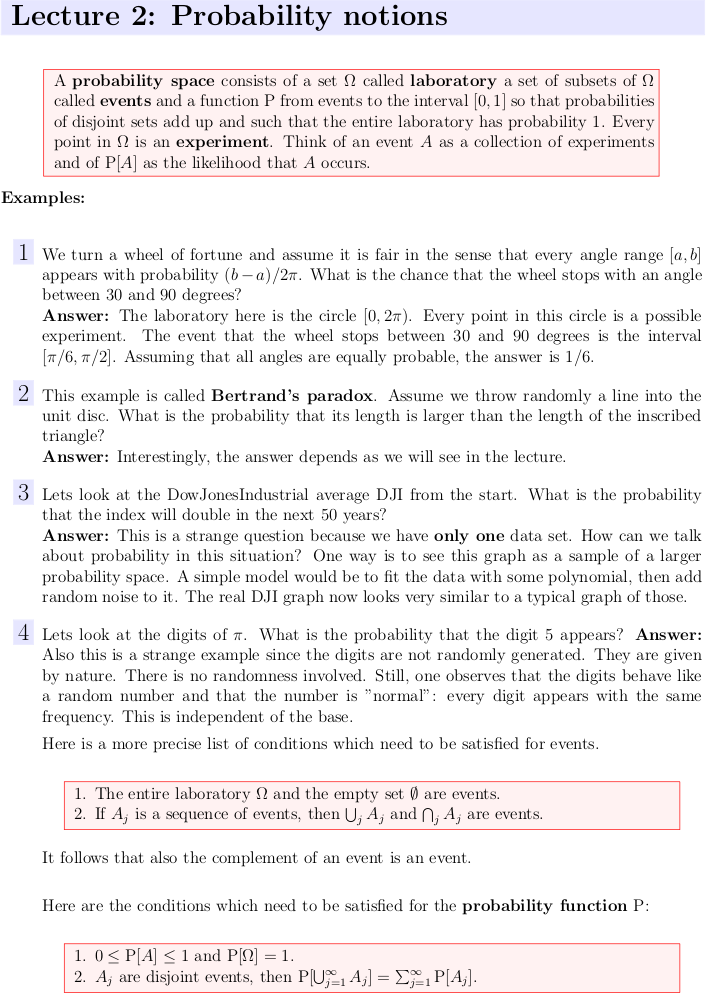 Lecture 2: Probability notions
A probability space consists of a set Ω called laboratory a set of subsets of Ω
called events and a function P from events to the interval [0, 1] so that probabilities
of disjoint sets add up and such that the entire laboratory has probability 1. Every
point in Ω is an experiment. Think of an event A as a collection of experiments
and of P[A] as the likelihood that A occurs.
Examples:
1 We turn a wheel of fortune and assume it is fair in the sense that every angle range [a, b]
appears with probability (b − a)/2π. What is the chance that the wheel stops with an angle
between 30 and 90 degrees?
Answer: The laboratory here is the circle [0, 2π). Every point in this circle is a possible
experiment. The event that the wheel stops between 30 and 90 degrees is the interval
[π/6, π/2]. Assuming that all angles are equally probable, the answer is 1/6.
2 This example is called Bertrand's paradox. Assume we throw randomly a line into the
unit disc. What is the probability that its length is larger than the length of the inscribed
triangle?
Answer: Interestingly, the answer depends as we will see in the lecture.
3 Lets look at the DowJonesIndustrial average DJI from the start. What is the probability
that the index will double in the next 50 years?
Answer: This is a strange question because we have only one data set. How can we talk
about probability in this situation? One way is to see this graph as a sample of a larger
probability space. A simple model would be to fit the data with some polynomial, then add
random noise to it. The real DJI graph now looks very similar to a typical graph of those.
4 Lets look at the digits of π. What is the probability that the digit 5 appears? Answer:
Also this is a strange example since the digits are not randomly generated. They are given
by nature. There is no randomness involved. Still, one observes that the digits behave like
a random number and that the number is "normal": every digit appears with the same
frequency. This is independent of the base.
Here is a more precise list of conditions which need to be satisfied for events.
1. The entire laboratory Ω and the empty set ∅ are events.
2. If A_j is a sequence of events, then ⋃_j A_j and ⋂_j A_j are events.
It follows that also the complement of an event is an event.
Here are the conditions which need to be satisfied for the probability function P:
1. 0 ≤ P[A] ≤ 1 and P[Ω] = 1.
2. A_j are disjoint events, then P[⋃_{j=1}^∞ A_j] = ∑_{j=1}^∞ P[A_j].